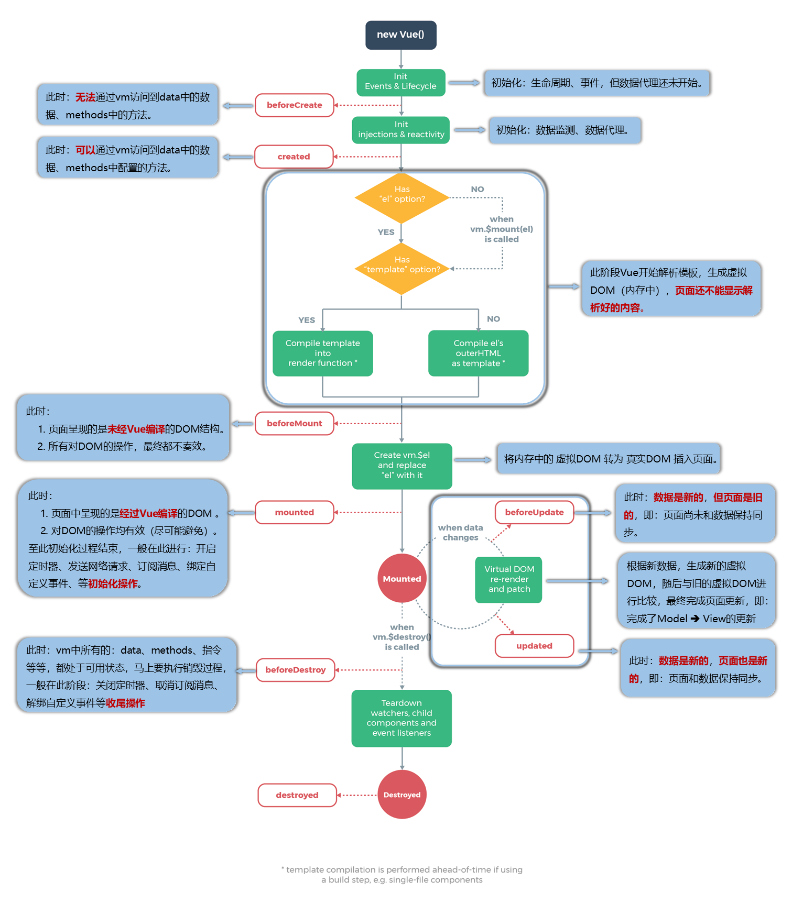 new Vue()
Init
Events & Lifecycle
初始化：生命周期、事件，但数据代理还未开始。
此时：无法通过vm访问到data中的数
据、methods中的方法。
beforeCreate
Init
injections & reactivity
初始化：数据监测、数据代理。
此时：可以通过vm访问到data中的数
据、methods中配置的方法。
created
Has
"el" option?
NO
when
vm.$mount(el)
is called
YES
Has
"template" option?
此阶段Vue开始解析模板，生成虚拟
DOM（内存中），页面还不能显示解
析好的内容。
YES
NO
Compile template
into
render function *
Compile el's
outerHTML
as template *
此时：
1. 页面呈现的是未经Vue编译的DOM结构。
2. 所有对DOM的操作，最终都不奏效。
beforeMount
Create vm.$el
and replace
"el" with it
将内存中的 虚拟DOM 转为 真实DOM 插入页面。
此时：
1. 页面中呈现的是经过Vue编译的DOM 。
2. 对DOM的操作均有效（尽可能避免）。
至此初始化过程结束，一般在此进行：开启
定时器、发送网络请求、订阅消息、绑定自
定义事件、等初始化操作。
mounted
Mounted
when data
changes
beforeUpdate
此时：数据是新的，但页面是旧
的，即：页面尚未和数据保持同
步。
Virtual DOM
re-render
and patch
根据新数据，生成新的虚拟
DOM，随后与旧的虚拟DOM进
行比较，最终完成页面更新，即：
完成了Model ➔ View的更新
updated
此时：数据是新的，页面也是新
的，即：页面和数据保持同步。
when
vm.$destroy()
is called
此时：vm中所有的：data、methods、指令
等等，都处于可用状态，马上要执行销毁过程，
一般在此阶段：关闭定时器、取消订阅消息、
解绑自定义事件等收尾操作
beforeDestroy
Teardown
watchers, child
components and
event listeners
destroyed
Destroyed
* template compilation is performed ahead-of-time if using
a build step, e.g. single-file components